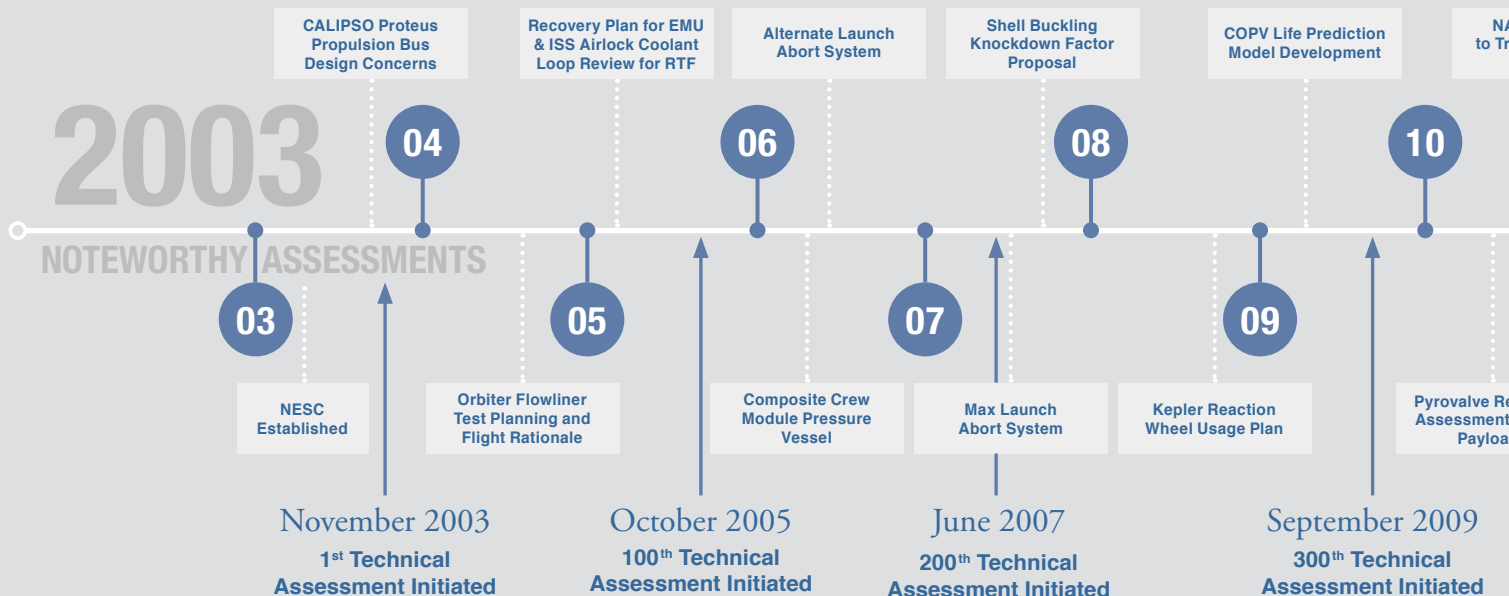 CALIPSO Proteus
Propulsion Bus
Design Concerns
Recovery Plan for EMU
& ISS Airlock Coolant
Loop Review for RTF
Alternate Launch
Abort System
Shell Buckling
Knockdown Factor
Proposal
COPV Life Prediction
Model Development
to
2003
04
06
08
10
NOTEWORTHY ASSESSMENTS
03
05
07
09
NESC
Established
Orbiter Flowliner
Test Planning and
Flight Rationale
Composite Crew
Module Pressure
Vessel
Max Launch
Abort System
Kepler Reaction
Wheel Usage Plan
Pyrovalve
Assessment
November 2003
1st Technical
Assessment Initiated
October 2005
100th Technical
Assessment Initiated
June 2007
200th Technical
Assessment Initiated
September 2009
300th Technical
Assessment Initiated